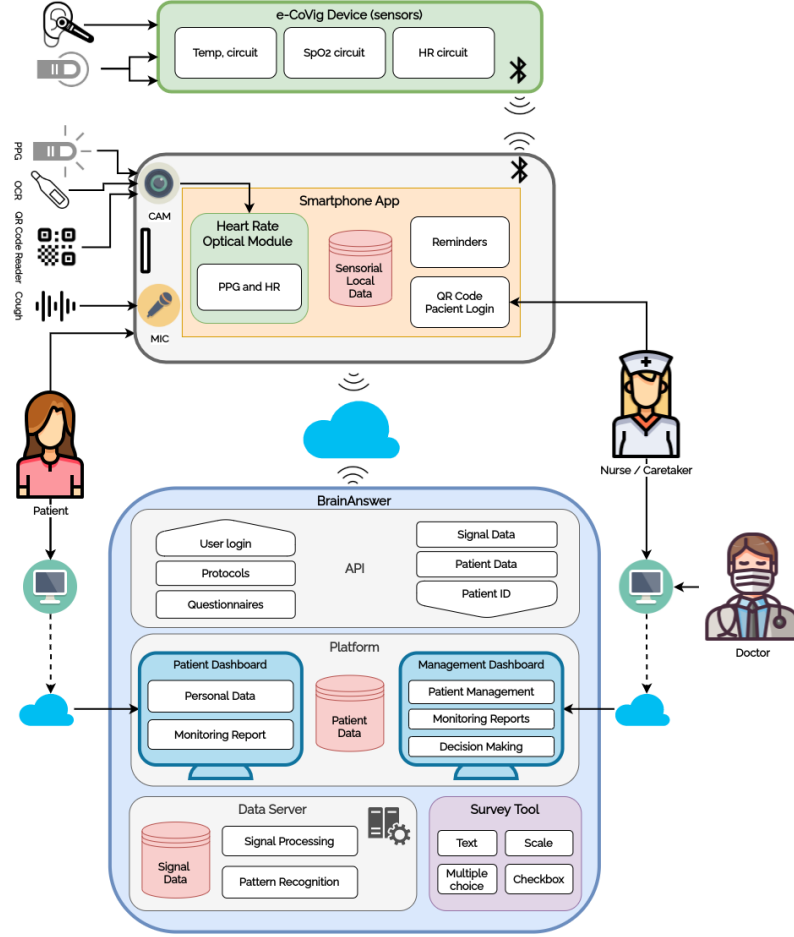 e-CoVig Device (sensors)
Temp, circuit
SpO2 circuit
HR circuit
PPG
OCR
QR Code Reader
Cough
CAM
MIC
Smartphone App
Heart Rate
Optical Module
PPG and HR
Sensorial
Local
Data
Reminders
QR Code
Pacient Login
Patient
Nurse / Caretaker
Doctor
BrainAnswer
API
User login
Protocols
Questionnaires
Signal Data
Patient Data
Patient ID
Platform
Patient Dashboard
Personal Data
Monitoring Report
Patient
Data
Management Dashboard
Patient Management
Monitoring Reports
Decision Making
Data Server
Signal
Data
Signal Processing
Pattern Recognition
Survey Tool
Text
Scale
Multiple
choice
Checkbox